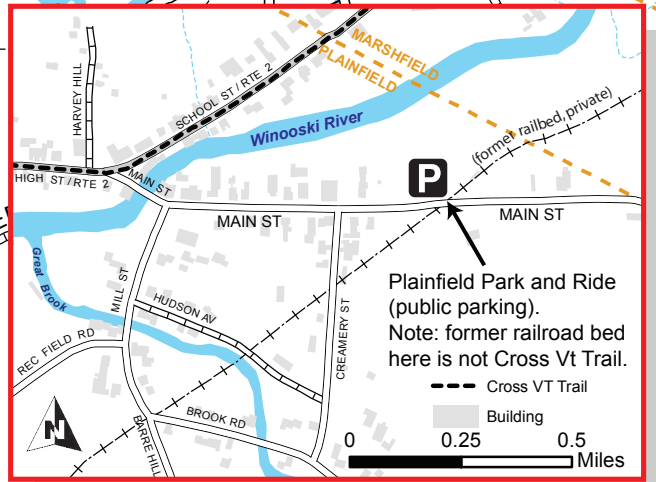 MARSHFIELD
PLAINFIELD
HARVEY HILL
SCHOOL ST / RTE 2
Winooski River
(former railbed, private)
HIGH ST / RTE 2
MAIN ST
P
MAIN ST
MAIN ST
Great Brook
MILL ST
HUDSON AV
CREAMERY ST
REC FIELD RD
BROOK RD
BARRE HILL
Plainfield Park and Ride
(public parking).
Note: former railroad bed
here is not Cross Vt Trail.
Cross VT Trail
Building
N
0 0.25 0.5
Miles